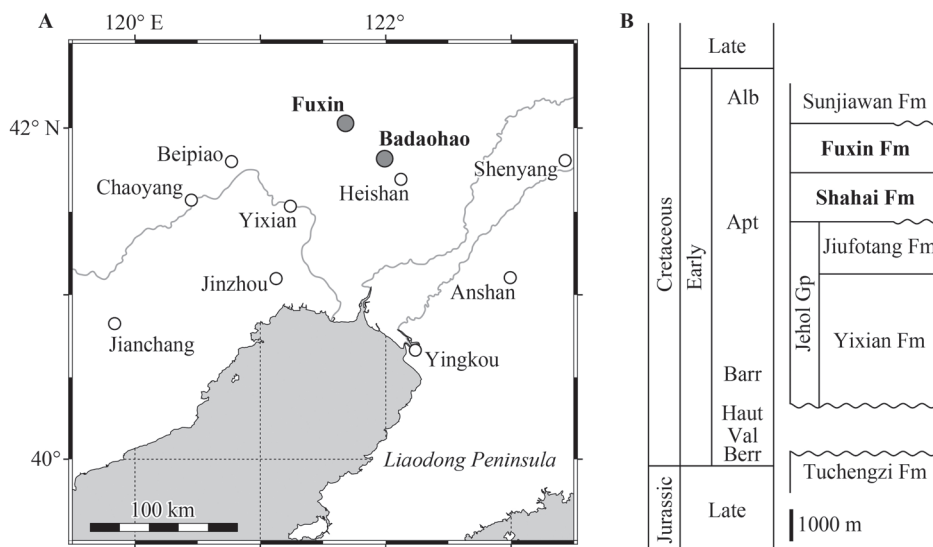 A
120° E
122°
42° N
40°
Fuxin
Badaohao
Beipiao
Shenyang
Chaoyang
Heishan
Yixian
Jinzhou
Anshan
Jianchang
Yingkou
Liaodong Peninsula
100 km
B
Cretaceous
Jurassic
Late
Early
Late
Alb
Apt
Barr
Haut
Val
Berr
Sunjiawan Fm
Fuxin Fm
Shahai Fm
Jehol Gp
Jiufotang Fm
Yixian Fm
Tuchengzi Fm
1000 m